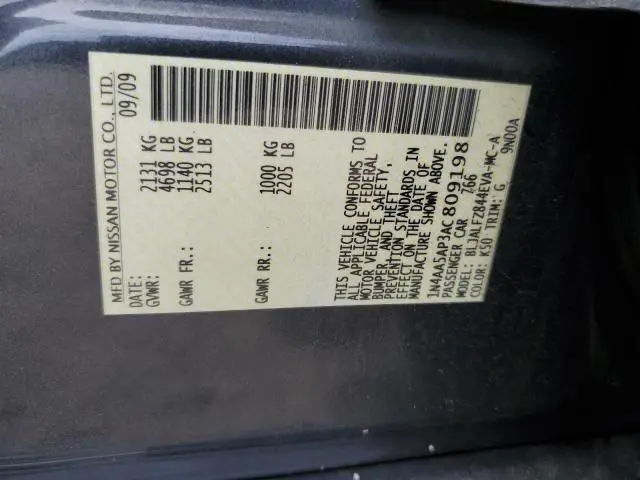 MFD BY NISSAN MOTOR CO., LTD.
DATE: 09/09
GVWR: 2131 KG
4698 LB
GAWR FR: 1140 KG
2513 LB
GAWR RR: 1000 KG
2205 LB
THIS VEHICLE CONFORMS TO
ALL APPLICABLE FEDERAL
MOTOR VEHICLE SAFETY,
BUMPER, AND THEFT
PREVENTION STANDARDS IN
EFFECT ON THE DATE OF
MANUFACTURE SHOWN ABOVE.
1N4AA5AP3AC809198
PASSENGER CAR 766
MODEL: BLJALFZ844EVA-MC-A
COLOR: K50 TRIM: G 9N00A